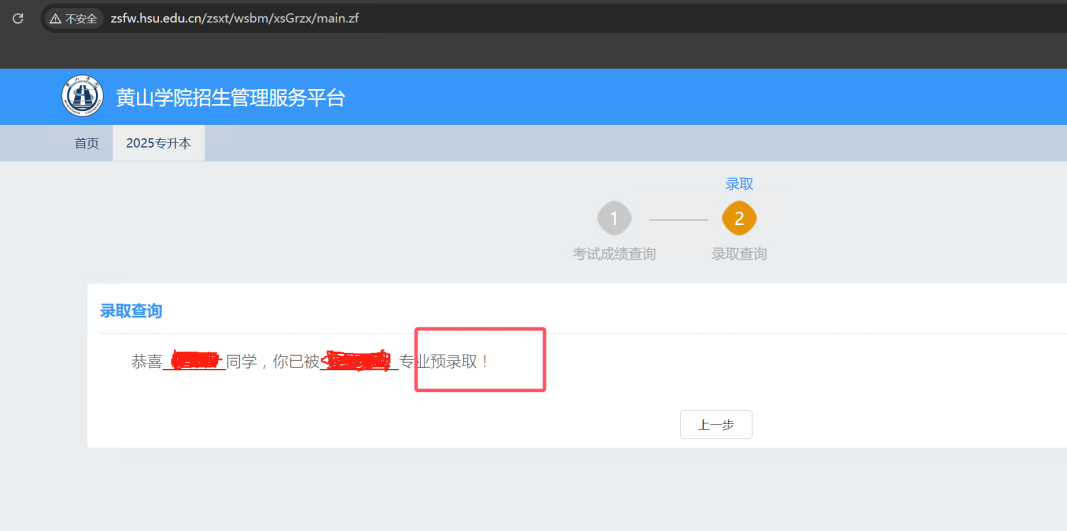 不安全 zsfw.hsu.edu.cn/zsxt/wsbm/xsGrzx/main.zf
黄山学院招生管理服务平台
首页 2025专升本
录取
1 2
考试成绩查询 录取查询
录取查询
恭喜 同学，你已被 专业预录取！
上一步